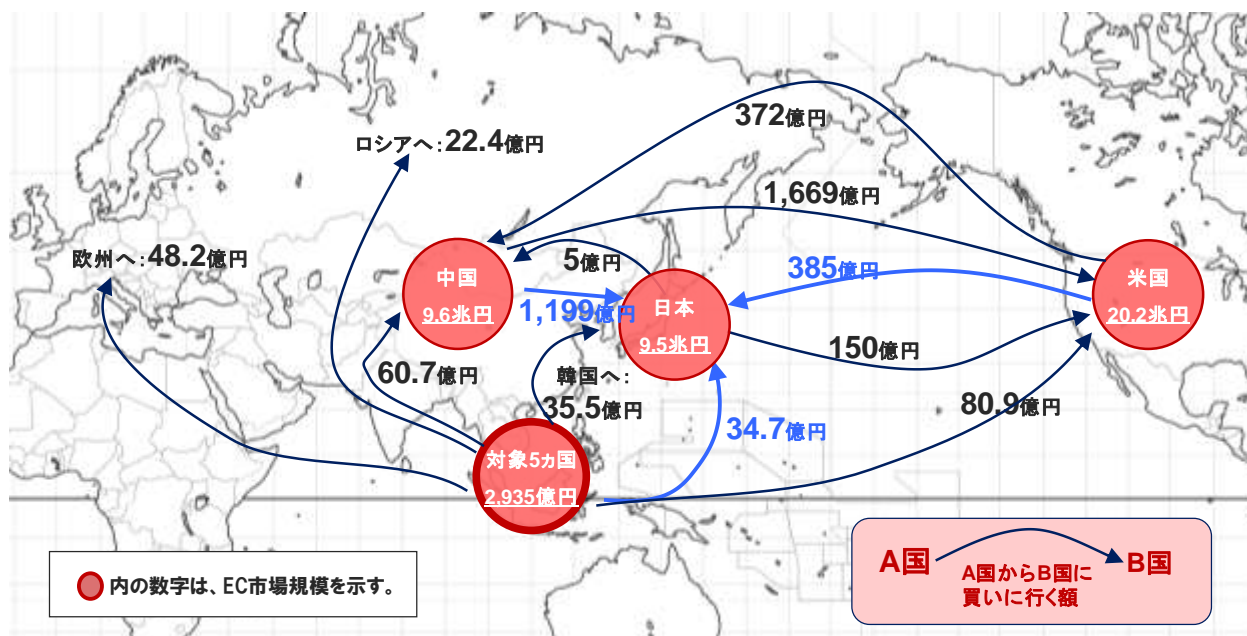 372億円
ロシアへ：22.4億円
1,669億円
欧州へ：48.2億円
5億円
385億円
中国
9.6兆円
米国
20.2兆円
1,199億円
日本
9.5兆円
150億円
60.7億円
韓国へ：
35.5億円
80.9億円
34.7億円
対象5ヵ国
2,935億円
内の数字は、EC市場規模を示す。
A国
B国
A国からB国に
買いに行く額